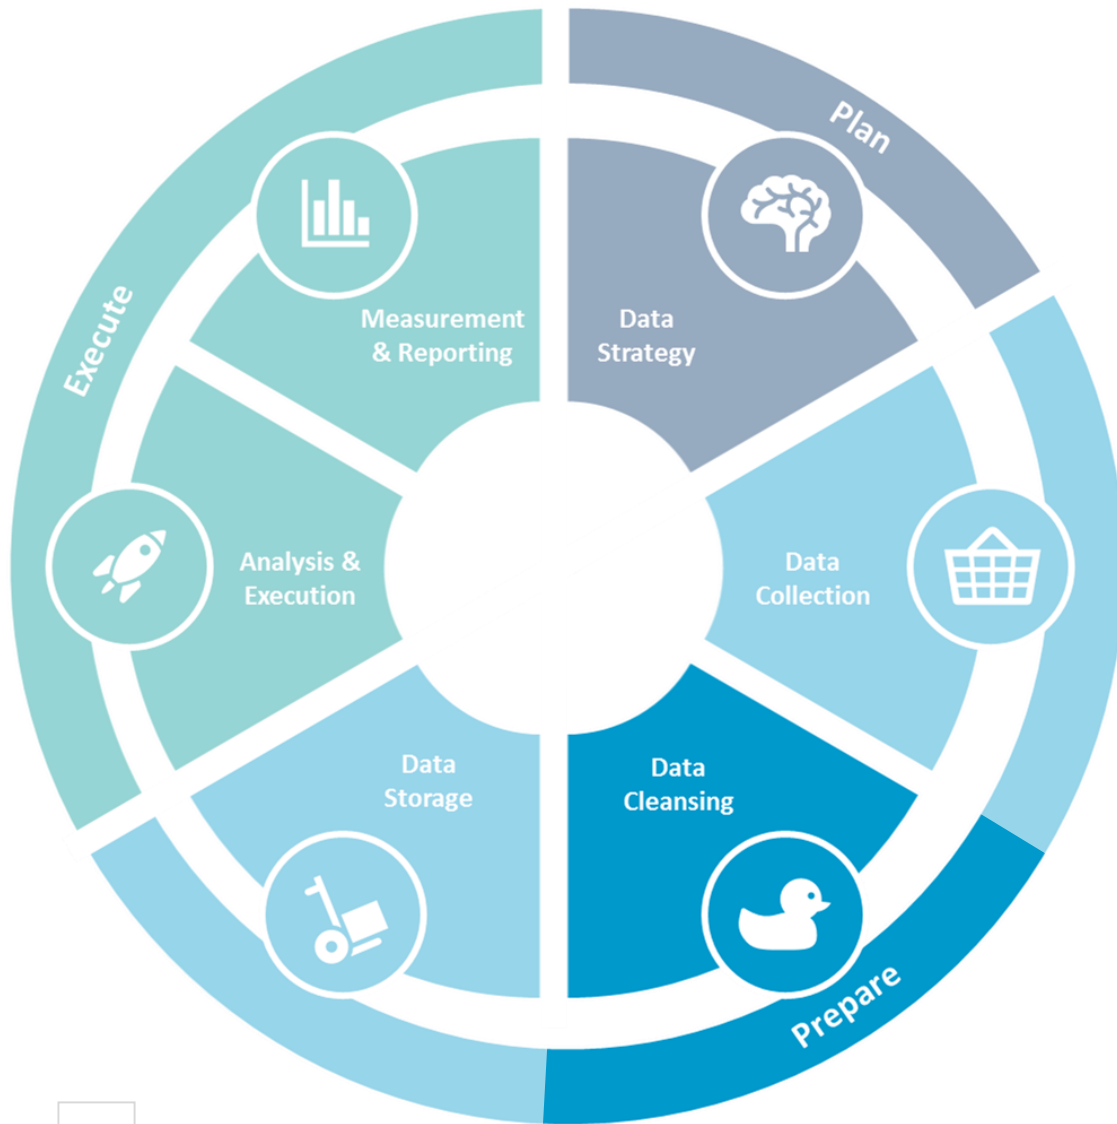 Plan
Data
Strategy
Data
Collection
Data
Cleansing
Prepare
Data
Storage
Analysis &
Execution
Execute
Measurement
& Reporting